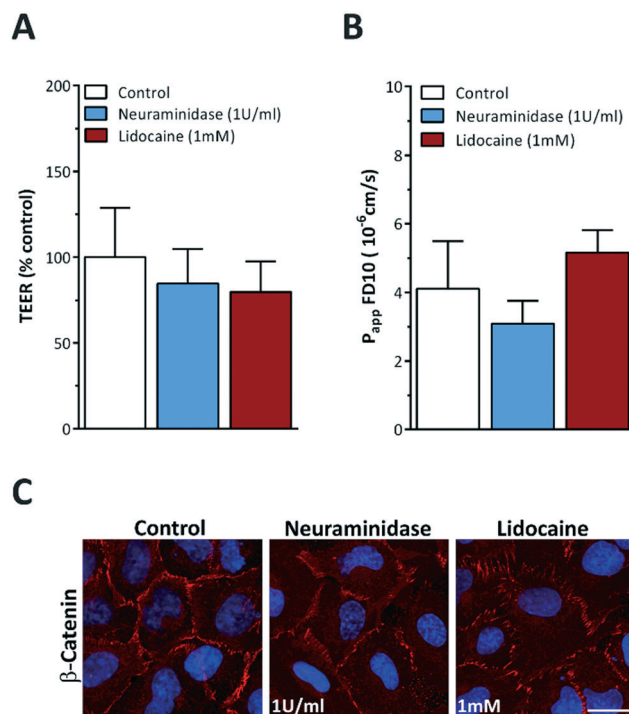 A
B
TEER (% control)
200
150
100
50
0
Control
Neuraminidase (1U/ml)
Lidocaine (1mM)
Papp FD10 ( 10⁻⁶cm/s)
10
8
6
4
2
0
Control
Neuraminidase (1U/ml)
Lidocaine (1mM)
C
Control
Neuraminidase
Lidocaine
β-Catenin
1U/ml
1mM